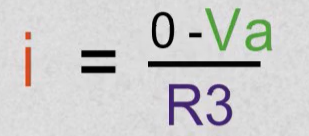 i = 0 - Va
R3